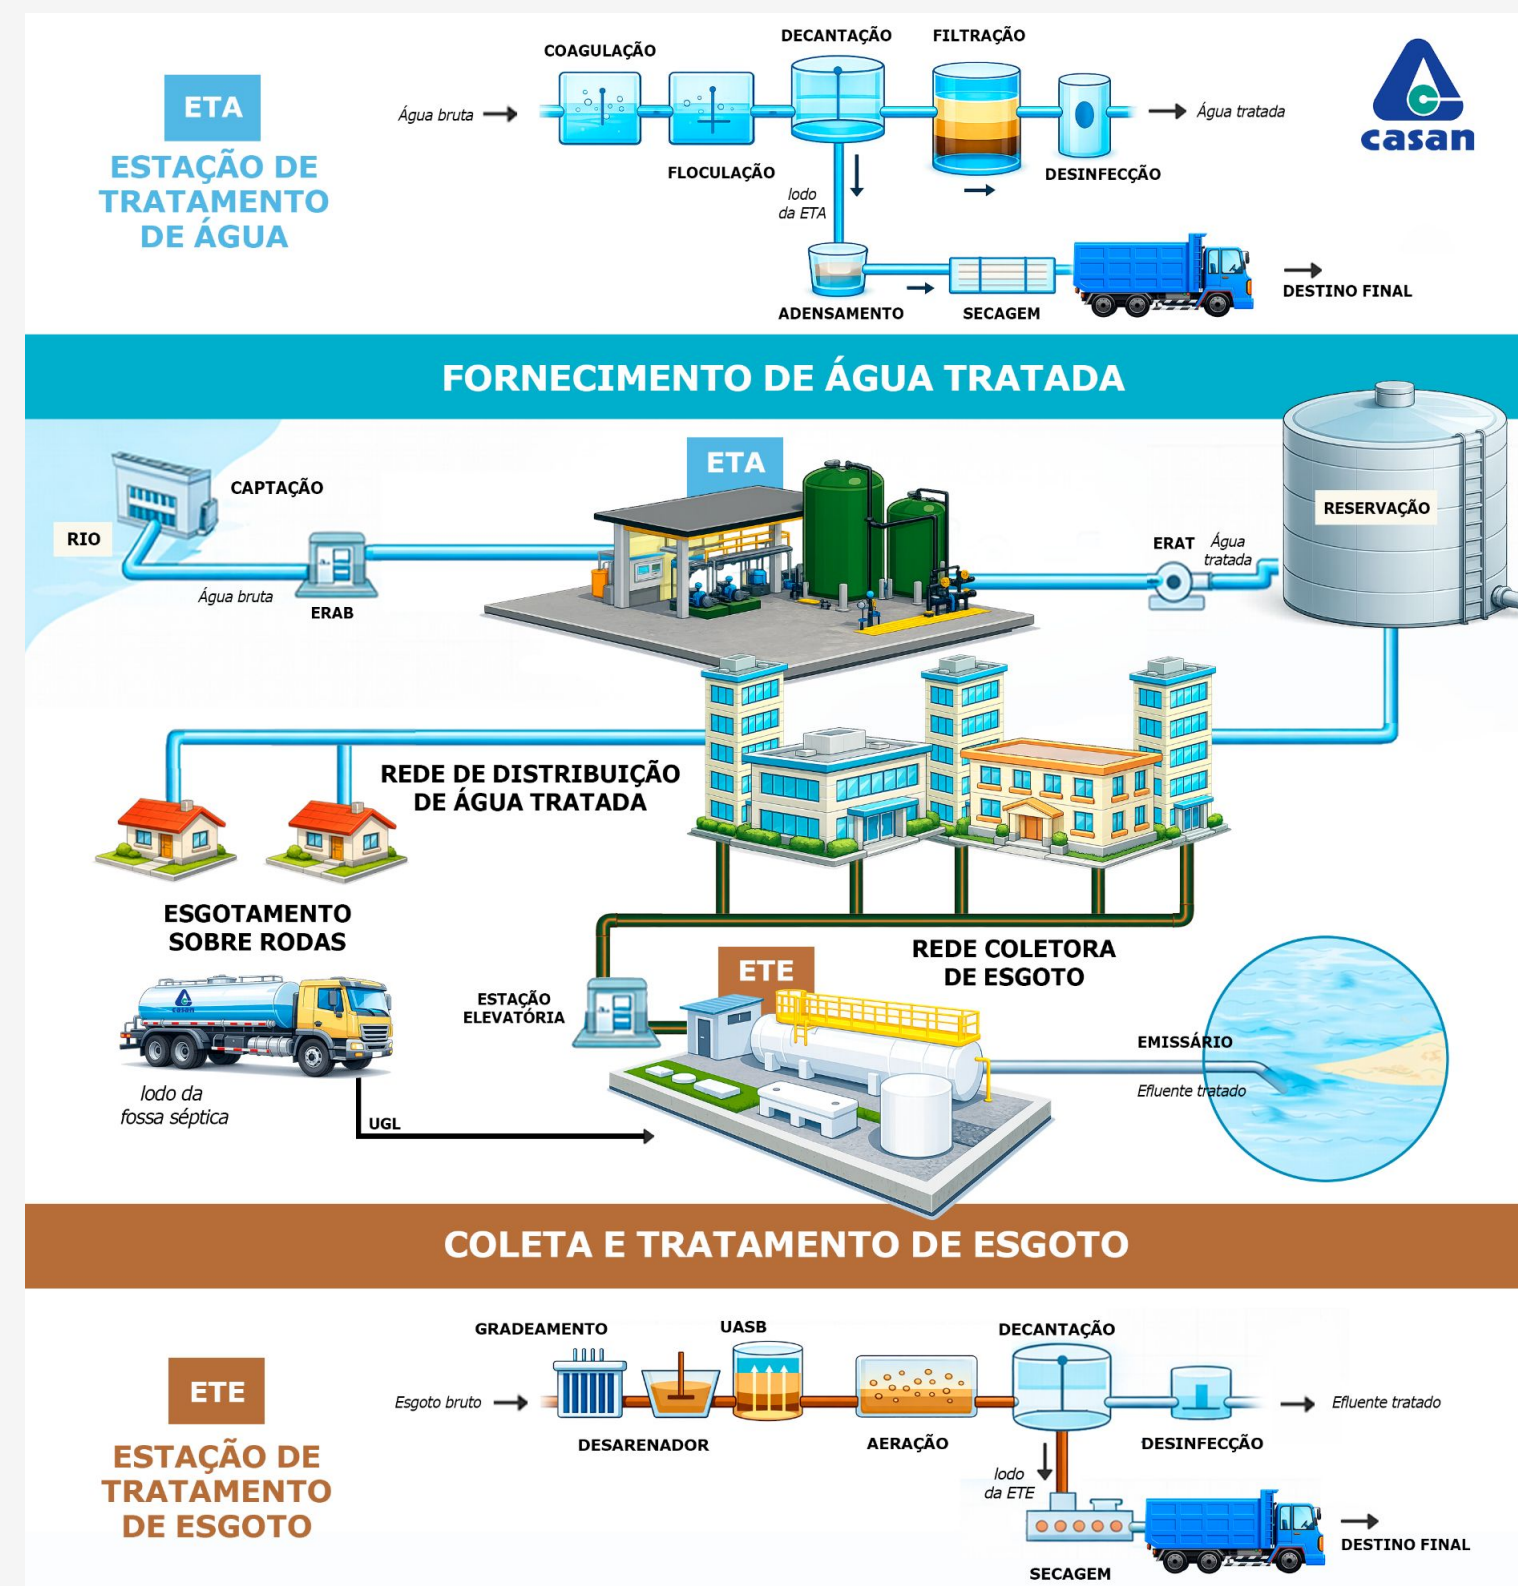 ETA
ESTAÇÃO DE
TRATAMENTO
DE ÁGUA
COAGULAÇÃO
DECANTAÇÃO
FILTRAÇÃO
Água bruta
Água tratada
FLOCULAÇÃO
DESINFECÇÃO
lodo
da ETA
ADENSAMENTO
SECAGEM
DESTINO FINAL
casan
FORNECIMENTO DE ÁGUA TRATADA
RIO
CAPTAÇÃO
Água bruta
ERAB
ETA
ERAT
Água
tratada
RESERVAÇÃO
REDE DE DISTRIBUIÇÃO
DE ÁGUA TRATADA
ESGOTAMENTO
SOBRE RODAS
casan
lodo da
fossa séptica
UGL
ESTAÇÃO
ELEVATÓRIA
ETE
REDE COLETORA
DE ESGOTO
EMISSÁRIO
Efluente tratado
COLETA E TRATAMENTO DE ESGOTO
ETE
ESTAÇÃO DE
TRATAMENTO
DE ESGOTO
GRADEAMENTO
UASB
DECANTAÇÃO
Esgoto bruto
Efluente tratado
DESARENADOR
AERAÇÃO
DESINFECÇÃO
lodo
da ETE
SECAGEM
DESTINO FINAL